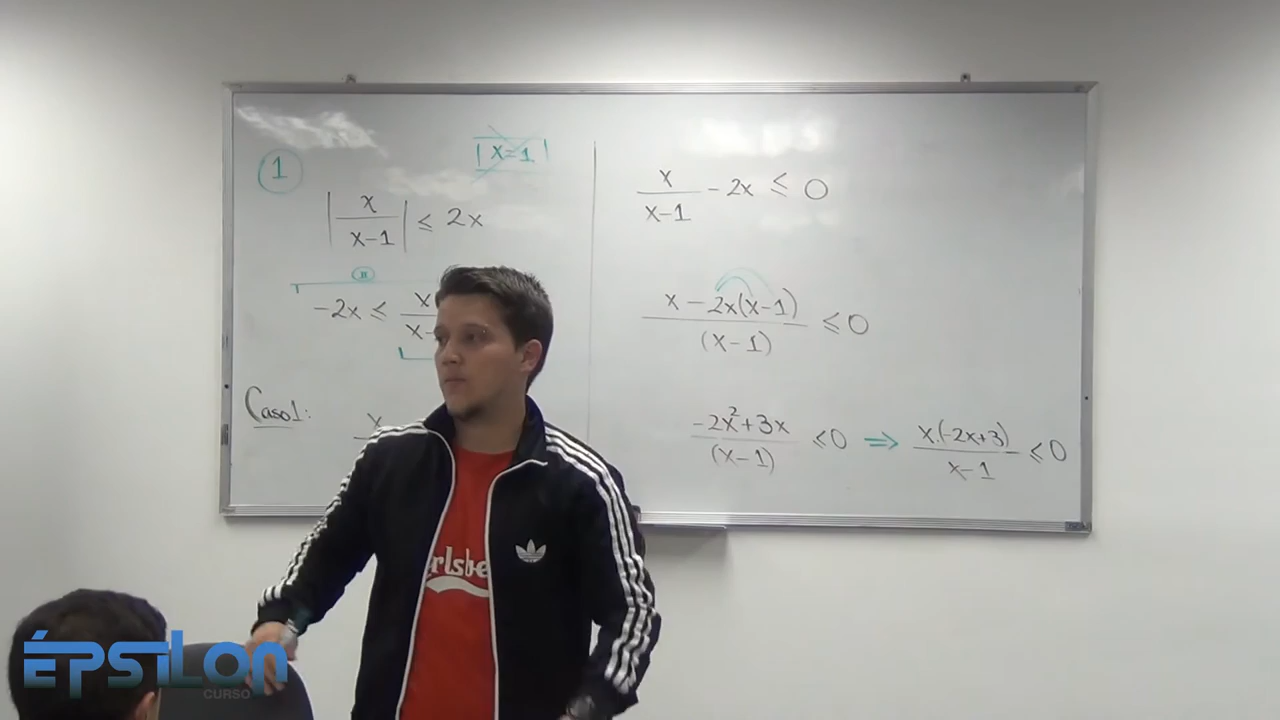 1
X=1
|x/(x-1)| ≤ 2x
II
-2x ≤ x
x-
Caso1:
x
x/(x-1) - 2x ≤ 0
(x - 2x(x-1))/(x-1) ≤ 0
(-2x²+3x)/(x-1) ≤ 0 ⇒ (x.(-2x+3))/(x-1) ≤ 0
rlsbe
ÉPSILON
CURSO